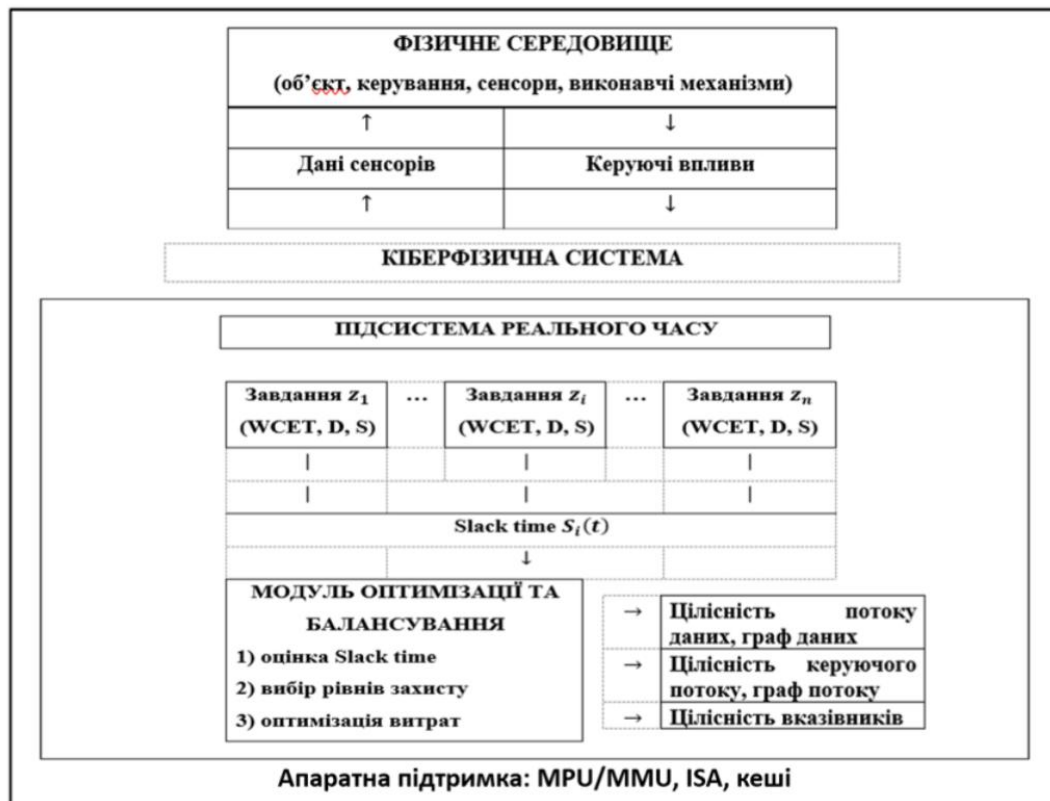 ФІЗИЧНЕ СЕРЕДОВИЩЕ
(об’єкт, керування, сенсори, виконавчі механізми)
↑ ↓
Дані сенсорів Керуючі впливи
↑ ↓
КІБЕРФІЗИЧНА СИСТЕМА
ПІДСИСТЕМА РЕАЛЬНОГО ЧАСУ
Завдання z₁ ... Завдання zᵢ ... Завдання zₙ
(WCET, D, S) (WCET, D, S) (WCET, D, S)
| | |
| | |
Slack time Sᵢ(t)
↓
МОДУЛЬ ОПТИМІЗАЦІЇ ТА
БАЛАНСУВАННЯ
1) оцінка Slack time
2) вибір рівнів захисту
3) оптимізація витрат
→ Цілісність потоку
даних, граф даних
→ Цілісність керуючого
потоку, граф потоку
→ Цілісність вказівників
Апаратна підтримка: MPU/MMU, ISA, кеші